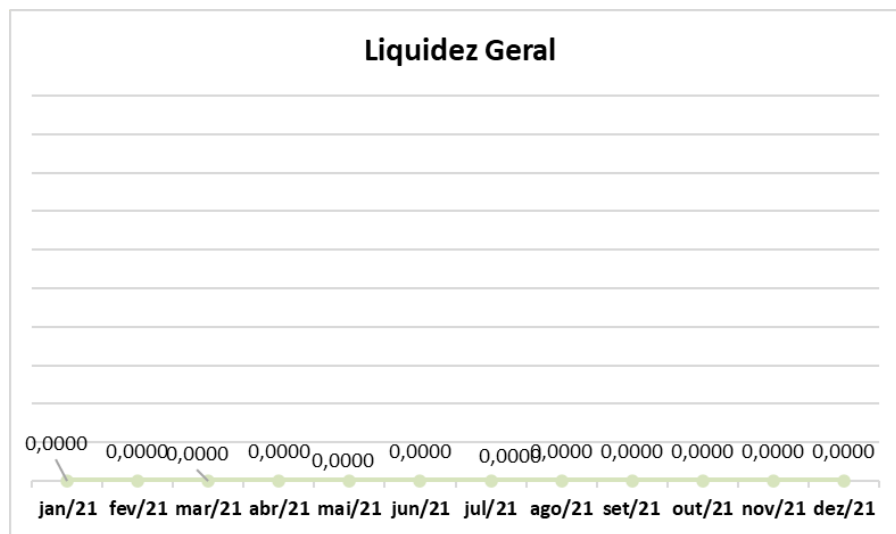 Liquidez Geral
0,0000 0,0000 0,0000 0,0000 0,0000 0,0000 0,0000 0,0000 0,0000 0,0000 0,0000 0,0000
jan/21 fev/21 mar/21 abr/21 mai/21 jun/21 jul/21 ago/21 set/21 out/21 nov/21 dez/21